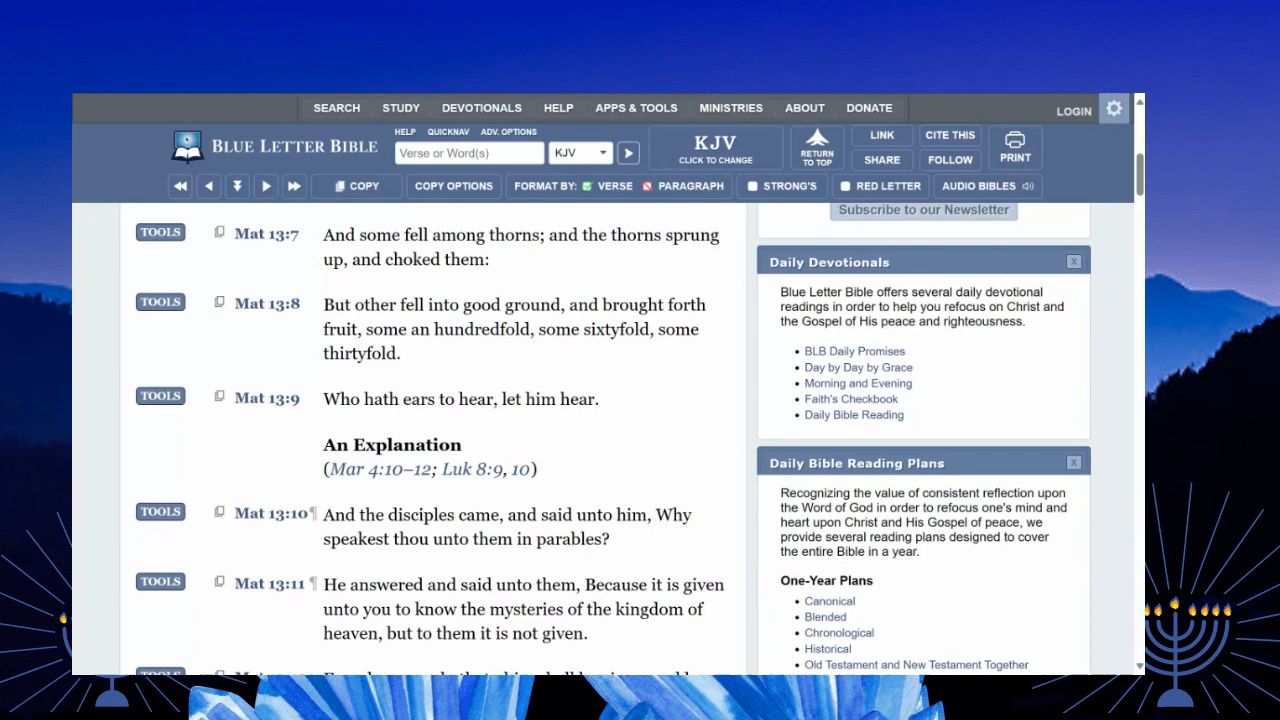 SEARCH STUDY DEVOTIONALS HELP APPS & TOOLS MINISTRIES ABOUT DONATE LOGIN
HELP QUICKNAV ADV. OPTIONS
BLUE LETTER BIBLE
Verse or Word(s) KJV
KJV
CLICK TO CHANGE
RETURN
TO TOP
LINK CITE THIS
SHARE FOLLOW
PRINT
COPY COPY OPTIONS FORMAT BY: VERSE PARAGRAPH STRONG'S RED LETTER AUDIO BIBLES
TOOLS Mat 13:7 And some fell among thorns; and the thorns sprung
up, and choked them:
TOOLS Mat 13:8 But other fell into good ground, and brought forth
fruit, some an hundredfold, some sixtyfold, some
thirtyfold.
TOOLS Mat 13:9 Who hath ears to hear, let him hear.
An Explanation
(Mar 4:10–12; Luk 8:9, 10)
TOOLS Mat 13:10¶ And the disciples came, and said unto him, Why
speakest thou unto them in parables?
TOOLS Mat 13:11 ¶ He answered and said unto them, Because it is given
unto you to know the mysteries of the kingdom of
heaven, but to them it is not given.
Subscribe to our Newsletter
Daily Devotionals x
Blue Letter Bible offers several daily devotional
readings in order to help you refocus on Christ and
the Gospel of His peace and righteousness.
• BLB Daily Promises
• Day by Day by Grace
• Morning and Evening
• Faith's Checkbook
• Daily Bible Reading
Daily Bible Reading Plans x
Recognizing the value of consistent reflection upon
the Word of God in order to refocus one's mind and
heart upon Christ and His Gospel of peace, we
provide several reading plans designed to cover
the entire Bible in a year.
One-Year Plans
• Canonical
• Blended
• Chronological
• Historical
• Old Testament and New Testament Together